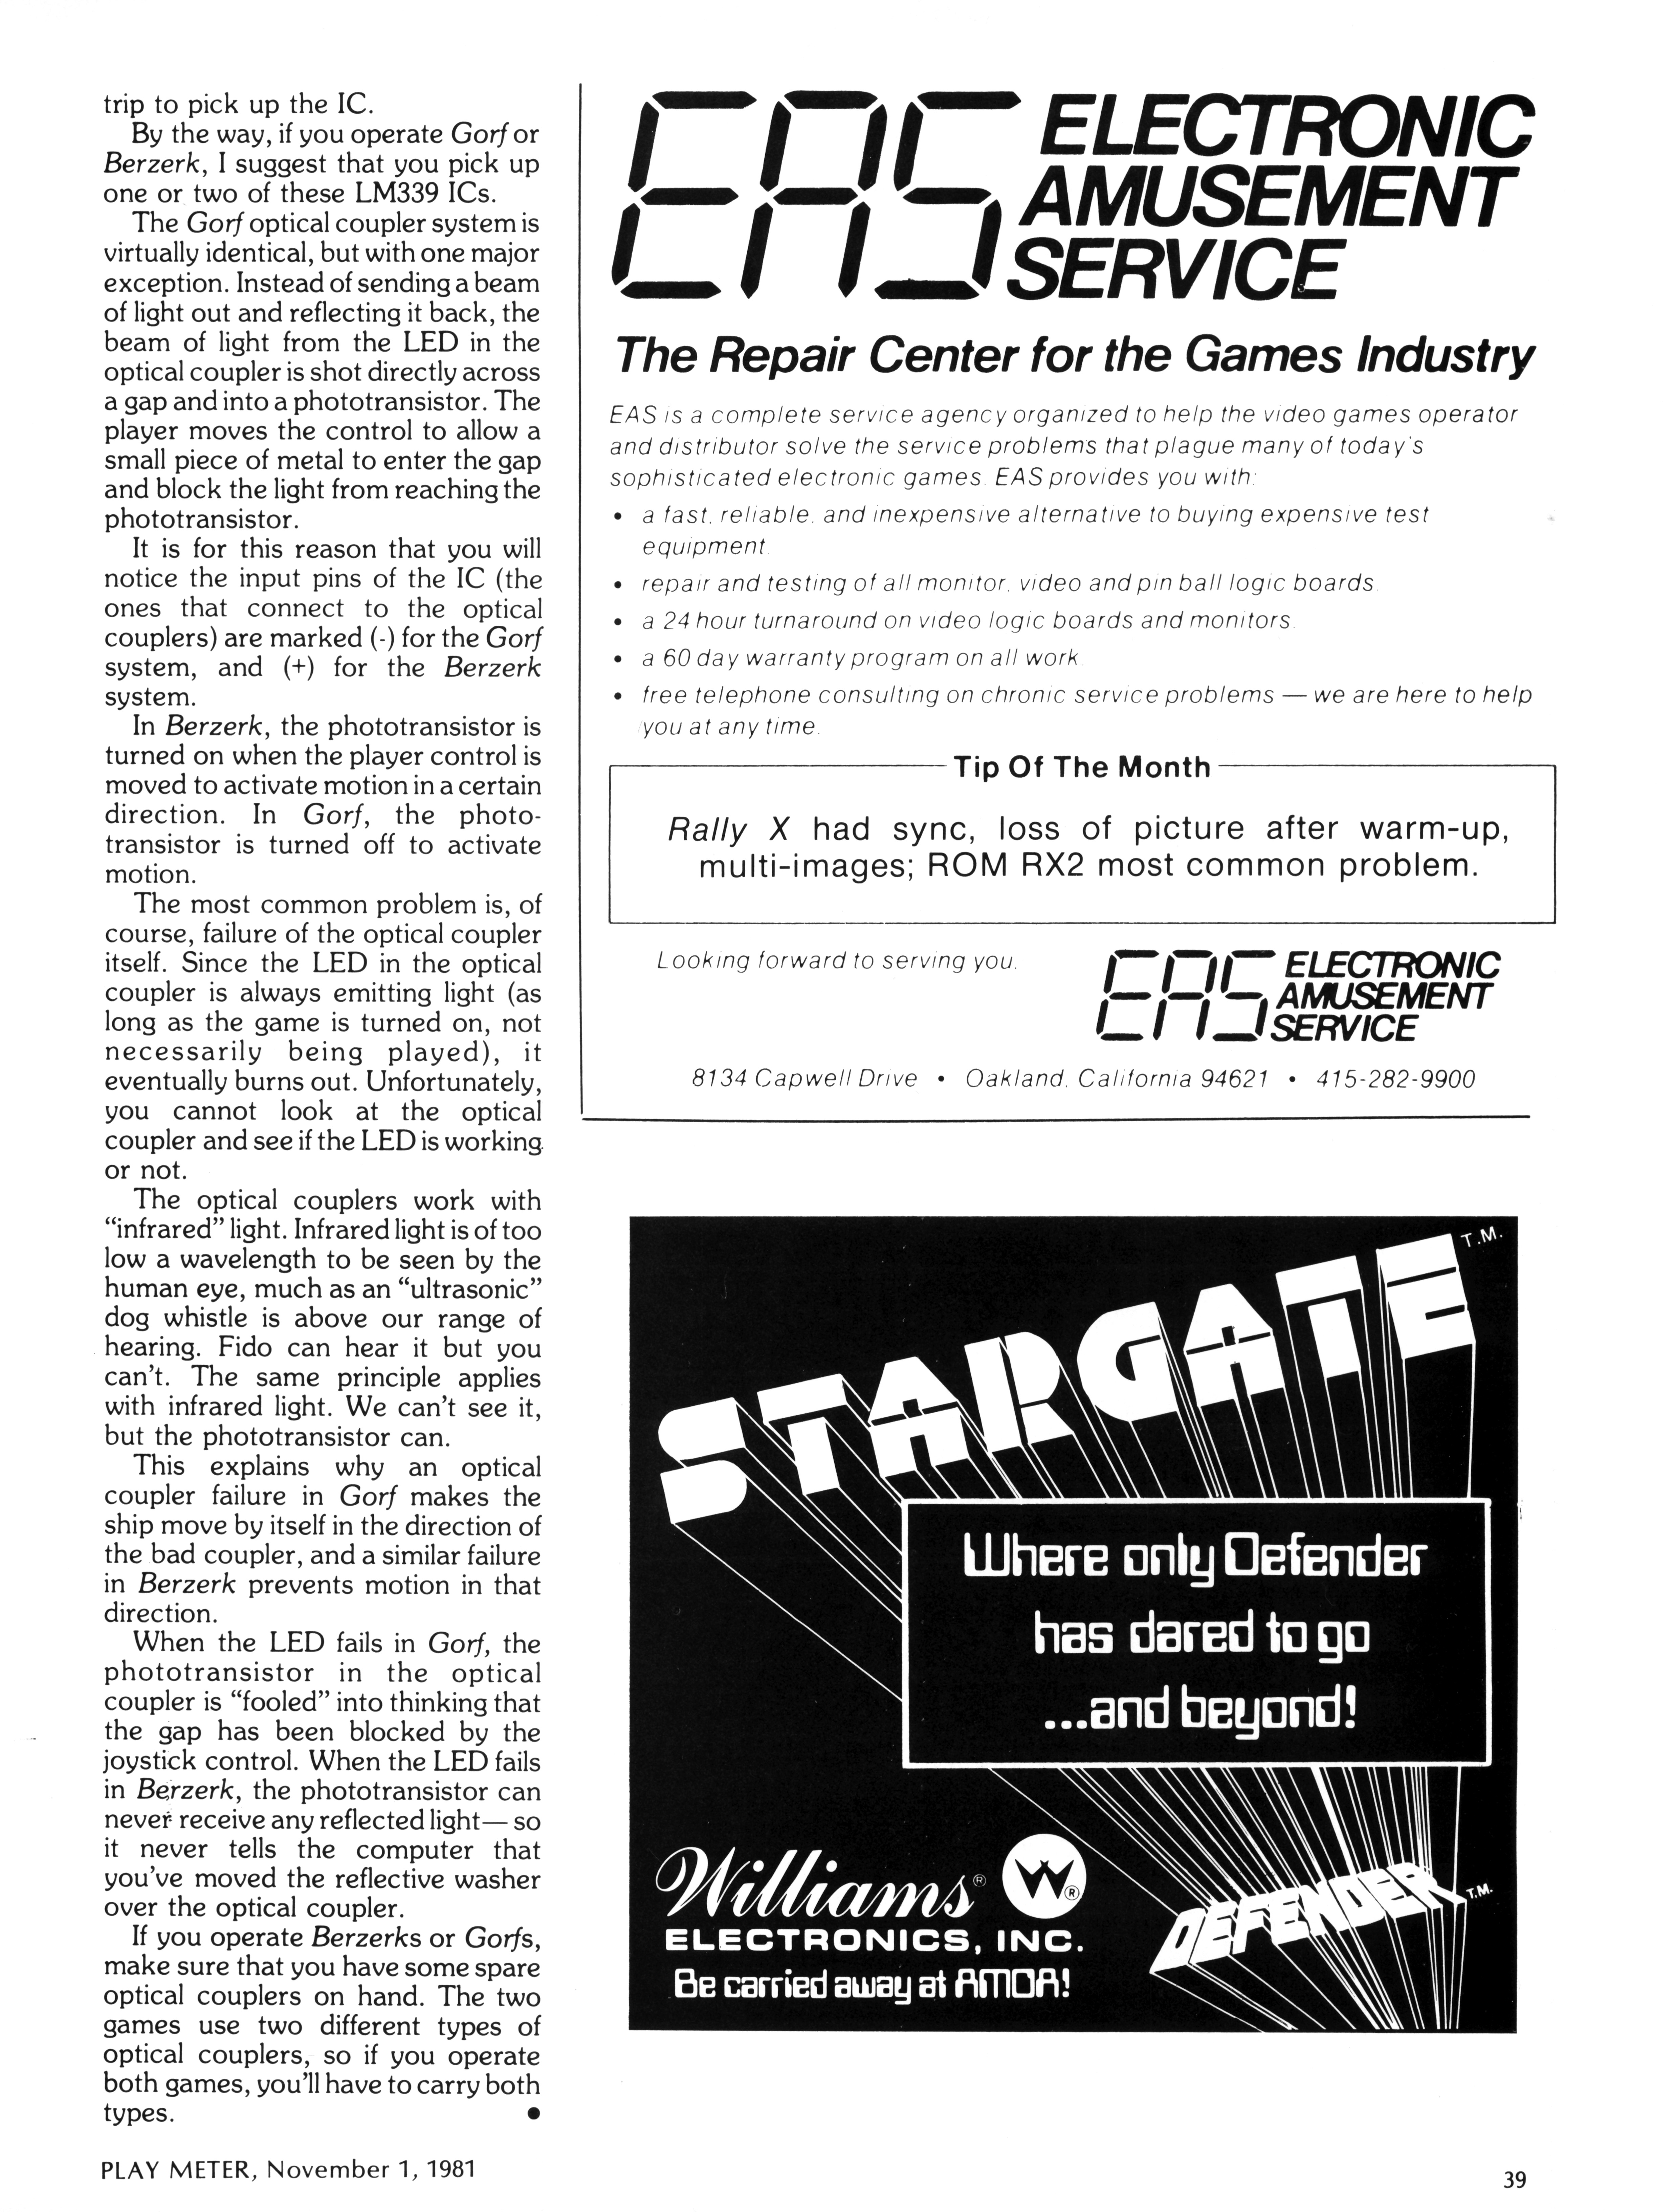 trip to pick up the IC.
By the way, if you operate Gorf or
Berzerk, I suggest that you pick up
one or two of these LM339 ICs.
The Gorf optical coupler system is
virtually identical, but with one major
exception. Instead of sending a beam
of light out and reflecting it back, the
beam of light from the LED in the
optical coupler is shot directly across
a gap and into a phototransistor. The
player moves the control to allow a
small piece of metal to enter the gap
and block the light from reaching the
phototransistor.
It is for this reason that you will
notice the input pins of the IC (the
ones that connect to the optical
couplers) are marked (-) for the Gorf
system, and (+) for the Berzerk
system.
In Berzerk, the phototransistor is
turned on when the player control is
moved to activate motion in a certain
direction. In Gorf, the photo-
transistor is turned off to activate
motion.
The most common problem is, of
course, failure of the optical coupler
itself. Since the LED in the optical
coupler is always emitting light (as
long as the game is turned on, not
necessarily being played), it
eventually burns out. Unfortunately,
you cannot look at the optical
coupler and see if the LED is working
or not.
The optical couplers work with
“infrared” light. Infrared light is of too
low a wavelength to be seen by the
human eye, much as an “ultrasonic”
dog whistle is above our range of
hearing. Fido can hear it but you
can't. The same principle applies
with infrared light. We can't see it,
but the phototransistor can.
This explains why an optical
coupler failure in Gorf makes the
ship move by itself in the direction of
the bad coupler, and a similar failure
in Berzerk prevents motion in that
direction.
When the LED fails in Gorf, the
phototransistor in the optical
coupler is “fooled” into thinking that
the gap has been blocked by the
joystick control. When the LED fails
in Berzerk, the phototransistor can
never receive any reflected light— so
it never tells the computer that
you've moved the reflective washer
over the optical coupler.
If you operate Berzerks or Gorfs,
make sure that you have some spare
optical couplers on hand. The two
games use two different types of
optical couplers, so if you operate
both games, you'll have to carry both
types. •
EAS ELECTRONIC
AMUSEMENT
SERVICE
The Repair Center for the Games Industry
EAS is a complete service agency organized to help the video games operator
and distributor solve the service problems that plague many of today's
sophisticated electronic games. EAS provides you with:
• a fast, reliable, and inexpensive alternative to buying expensive test
equipment.
• repair and testing of all monitor, video and pin ball logic boards.
• a 24 hour turnaround on video logic boards and monitors.
• a 60 day warranty program on all work.
• free telephone consulting on chronic service problems — we are here to help
you at any time.
Tip Of The Month
Rally X had sync, loss of picture after warm-up,
multi-images; ROM RX2 most common problem.
Looking forward to serving you.
EAS ELECTRONIC
AMUSEMENT
SERVICE
8134 Capwell Drive • Oakland, California 94621 • 415-282-9900
STARGATE T.M.
Where only Defender
has dared to go
...and beyond!
Williams® W®
ELECTRONICS, INC.
Be carried away at AMOA!
DEFENDER T.M.
PLAY METER, November 1, 1981
39